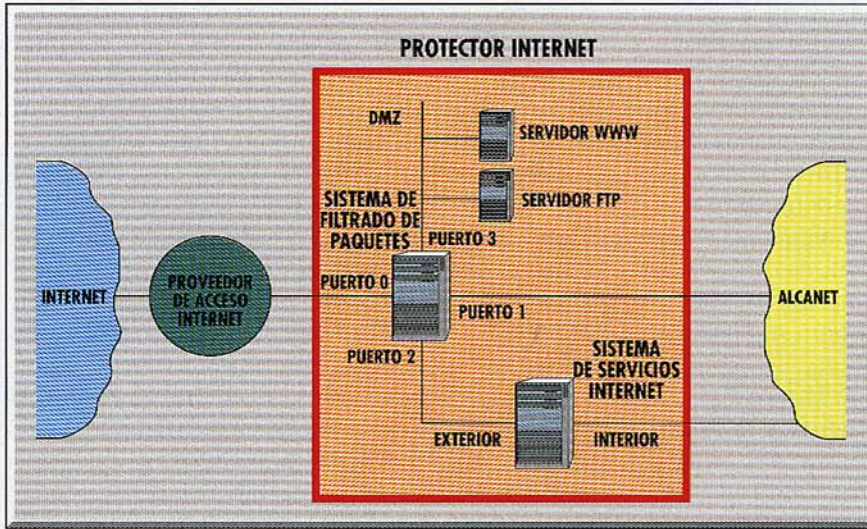 PROTECTOR INTERNET
DMZ
SERVIDOR WWW
SERVIDOR FTP
SISTEMA DE
FILTRADO DE
PAQUETES
PUERTO 3
INTERNET
PROVEEDOR
DE ACCESO
INTERNET
PUERTO 0
PUERTO 1
ALCANET
PUERTO 2
SISTEMA
DE SERVICIOS
INTERNET
EXTERIOR
INTERIOR